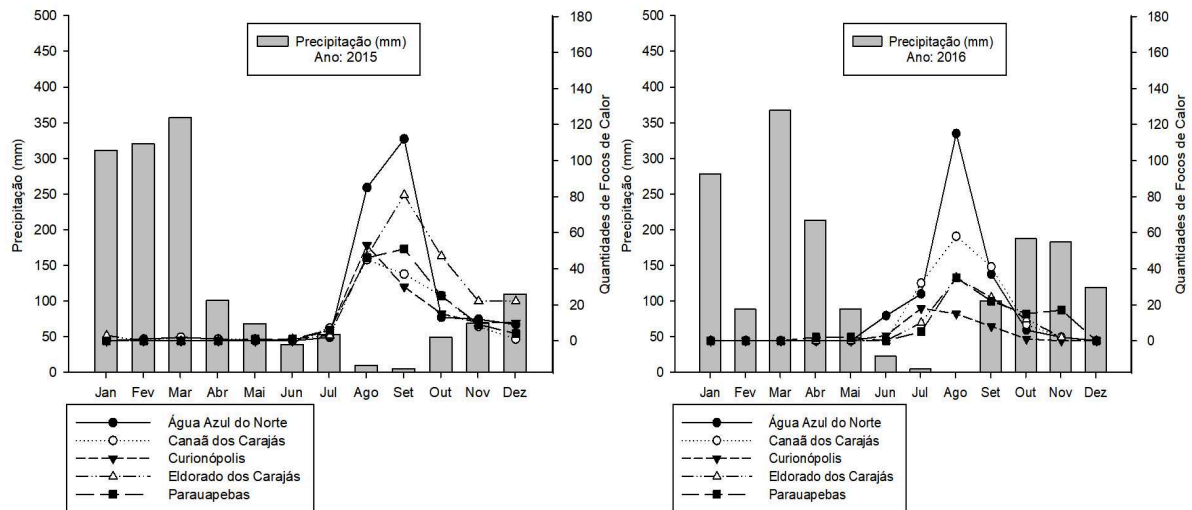 Precipitação (mm)
500
450
400
350
300
250
200
150
100
50
0
Precipitação (mm)
Ano: 2015
180
160
140
120
100
80
60
40
20
0
Quantidades de Focos de Calor
Jan Fev Mar Abr Mai Jun Jul Ago Set Out Nov Dez
Água Azul do Norte
Canaã dos Carajás
Curionópolis
Eldorado dos Carajás
Parauapebas
Precipitação (mm)
500
450
400
350
300
250
200
150
100
50
0
Precipitação (mm)
Ano: 2016
180
160
140
120
100
80
60
40
20
0
Quantidades de Focos de Calor
Jan Fev Mar Abr Mai Jun Jul Ago Set Out Nov Dez
Água Azul do Norte
Canaã dos Carajás
Curionópolis
Eldorado dos Carajás
Parauapebas